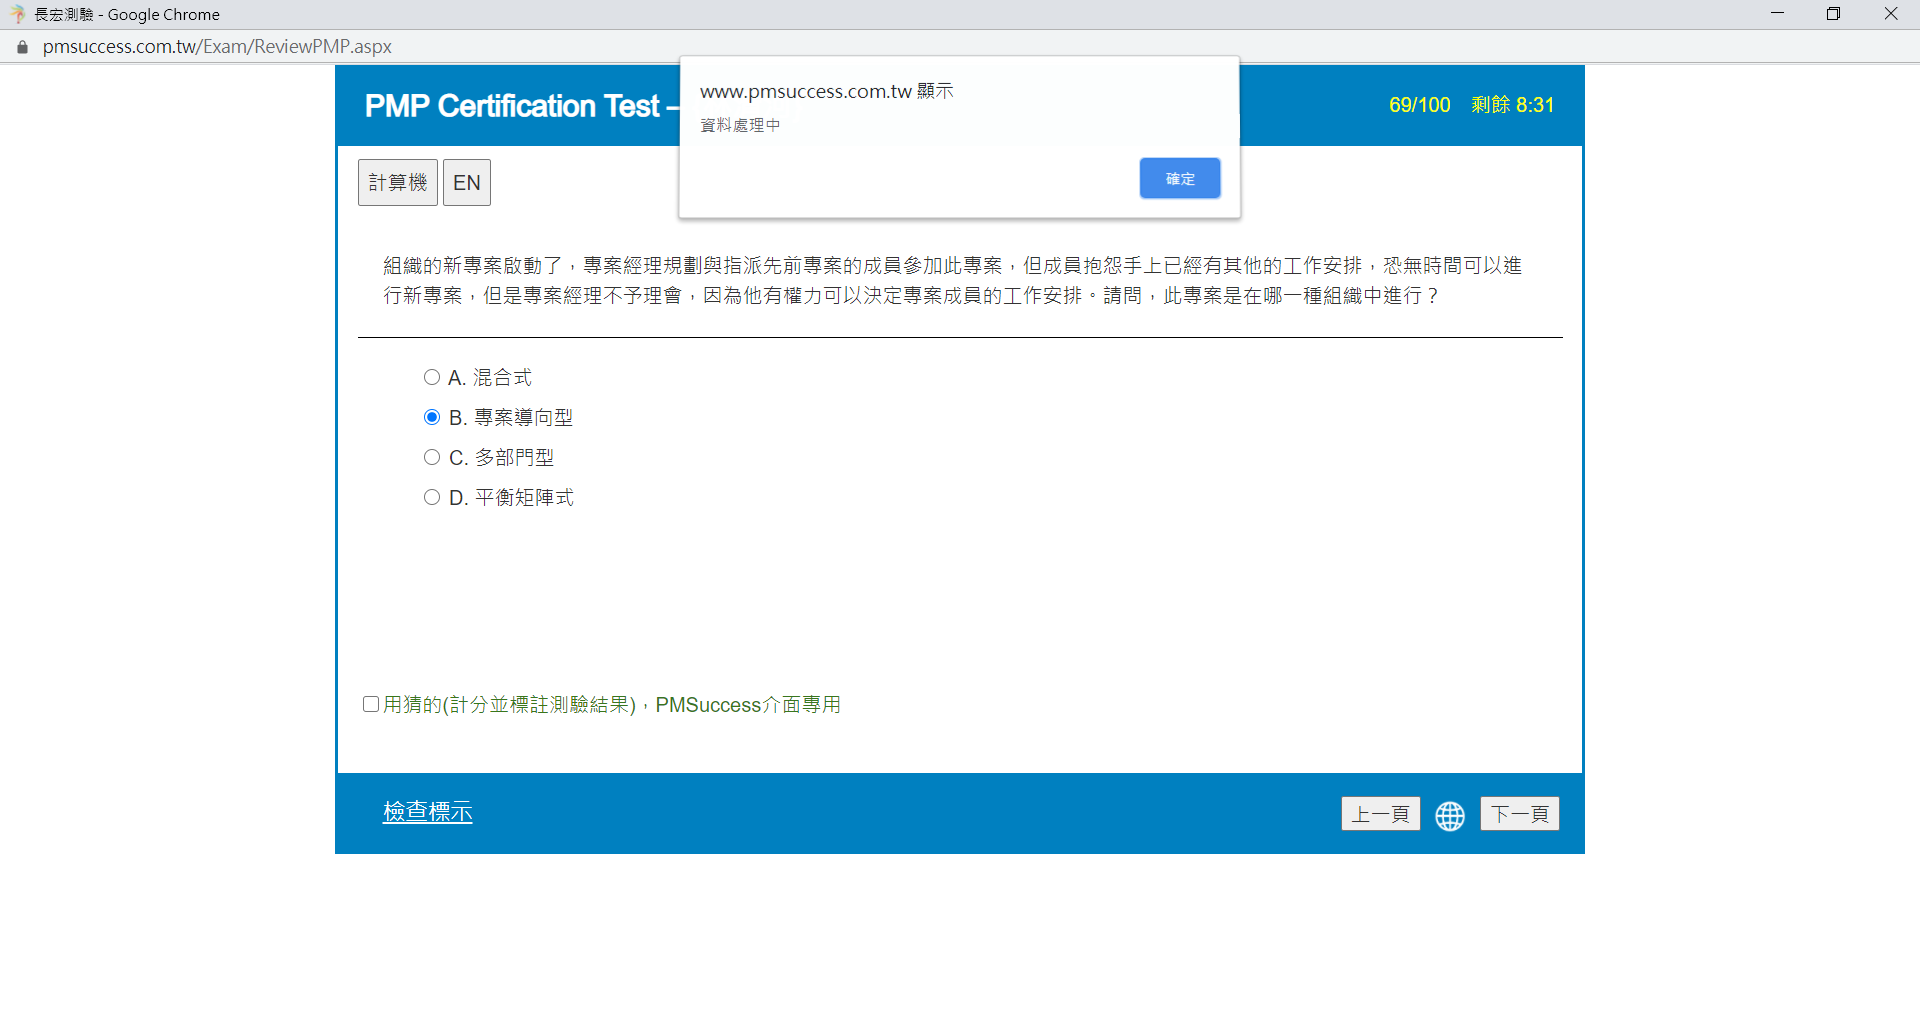 長宏測驗 - Google Chrome
pmsuccess.com.tw/Exam/ReviewPMP.aspx
www.pmsuccess.com.tw 顯示
資料處理中
確定
PMP Certification Test –
69/100 剩餘 8:31
計算機 EN
組織的新專案啟動了，專案經理規劃與指派先前專案的成員參加此專案，但成員抱怨手上已經有其他的工作安排，恐無時間可以進
行新專案，但是專案經理不予理會，因為他有權力可以決定專案成員的工作安排。請問，此專案是在哪一種組織中進行？
A. 混合式
B. 專案導向型
C. 多部門型
D. 平衡矩陣式
用猜的(計分並標註測驗結果)，PMSuccess介面專用
檢查標示
上一頁 下一頁